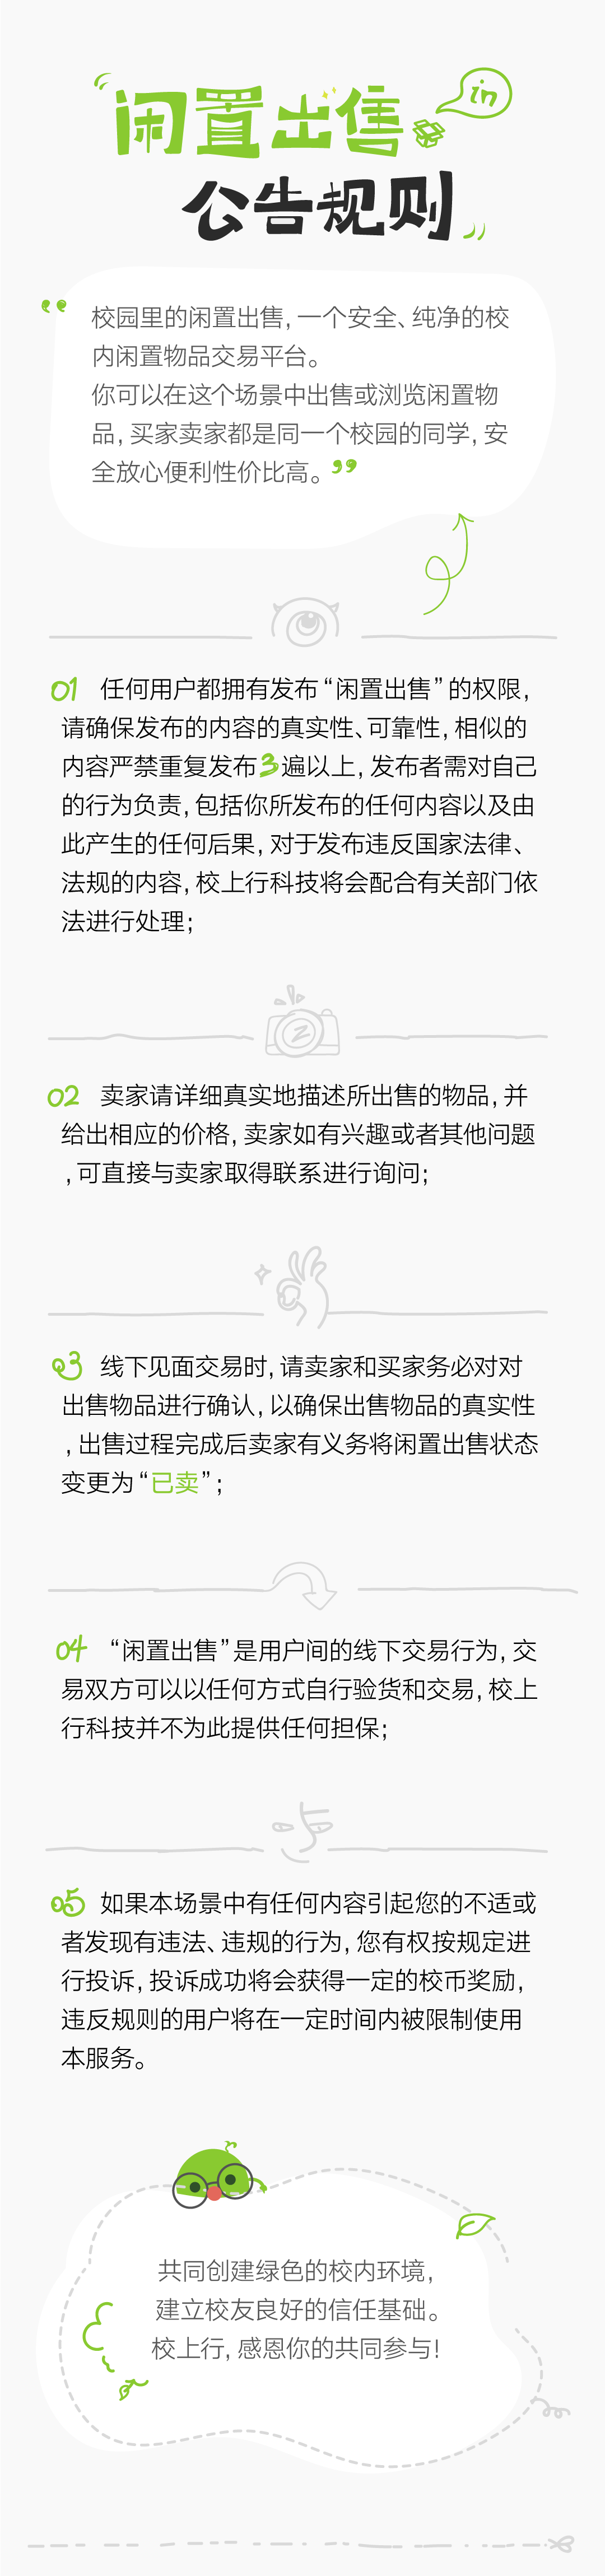 闲置出售
in
公告规则
校园里的闲置出售，一个安全、纯净的校
内闲置物品交易平台。
你可以在这个场景中出售或浏览闲置物
品，买家卖家都是同一个校园的同学，安
全放心便利性价比高。
01 任何用户都拥有发布“闲置出售”的权限，
请确保发布的内容的真实性、可靠性，相似的
内容严禁重复发布3遍以上，发布者需对自己
的行为负责，包括你所发布的任何内容以及由
此产生的任何后果，对于发布违反国家法律、
法规的内容，校上行科技将会配合有关部门依
法进行处理；
02 卖家请详细真实地描述所出售的物品，并
给出相应的价格，卖家如有兴趣或者其他问题
，可直接与卖家取得联系进行询问；
03 线下见面交易时，请卖家和买家务必对对
出售物品进行确认，以确保出售物品的真实性
，出售过程完成后卖家有义务将闲置出售状态
变更为“已卖”；
04 “闲置出售”是用户间的线下交易行为，交
易双方可以以任何方式自行验货和交易，校上
行科技并不为此提供任何担保；
05 如果本场景中有任何内容引起您的不适或
者发现有违法、违规的行为，您有权按规定进
行投诉，投诉成功将会获得一定的校币奖励，
违反规则的用户将在一定时间内被限制使用
本服务。
共同创建绿色的校内环境，
建立校友良好的信任基础。
校上行，感恩你的共同参与！